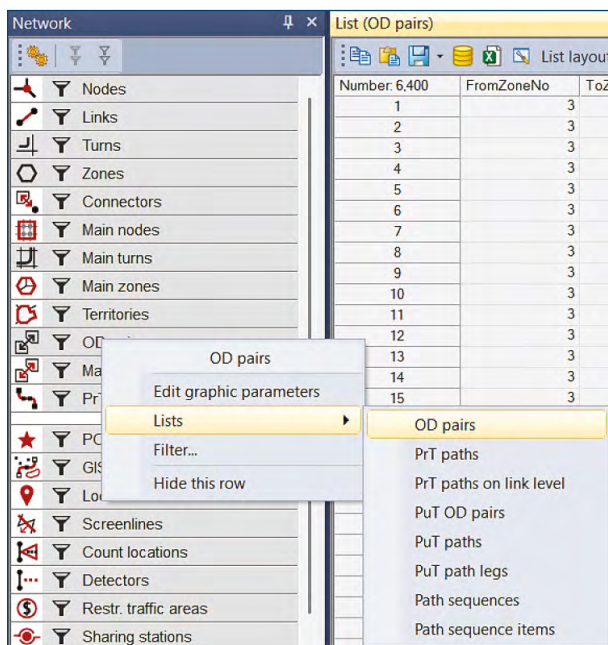 Network
Nodes
Links
Turns
Zones
Connectors
Main nodes
Main turns
Main zones
Territories
OD
Ma
PrT
PO
GIS
Lo
Screenlines
Count locations
Detectors
Restr. traffic areas
Sharing stations
OD pairs
Edit graphic parameters
Lists
Filter...
Hide this row
OD pairs
PrT paths
PrT paths on link level
PuT OD pairs
PuT paths
PuT path legs
Path sequences
Path sequence items
List (OD pairs)
List layout
Number: 6,400 FromZoneNo ToZ
1 3
2 3
3 3
4 3
5 3
6 3
7 3
8 3
9 3
10 3
11 3
12 3
13 3
14 3
15 3